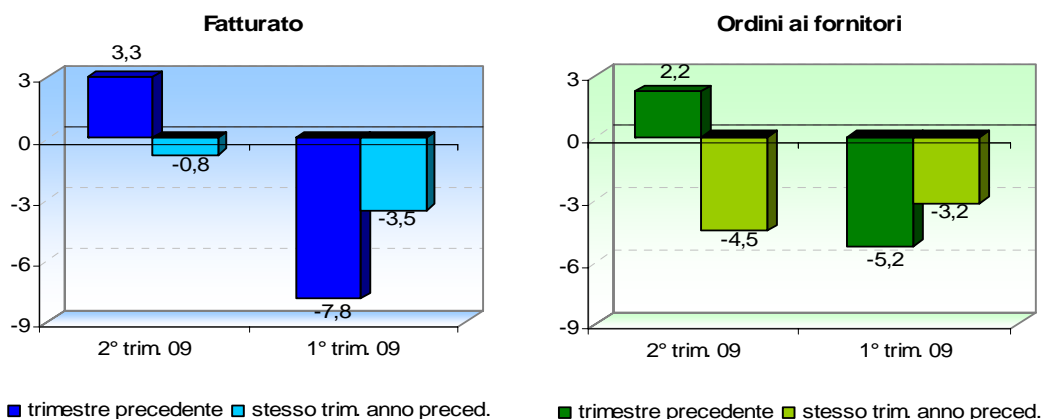 Fatturato
3,3
3
0
-3
-6
-9
-0,8
-7,8
-3,5
2° trim. 09
1° trim. 09
trimestre precedente
stesso trim. anno preced.
Ordini ai fornitori
2,2
3
0
-3
-6
-9
-4,5
-5,2
-3,2
2° trim. 09
1° trim. 09
trimestre precedente
stesso trim. anno preced.